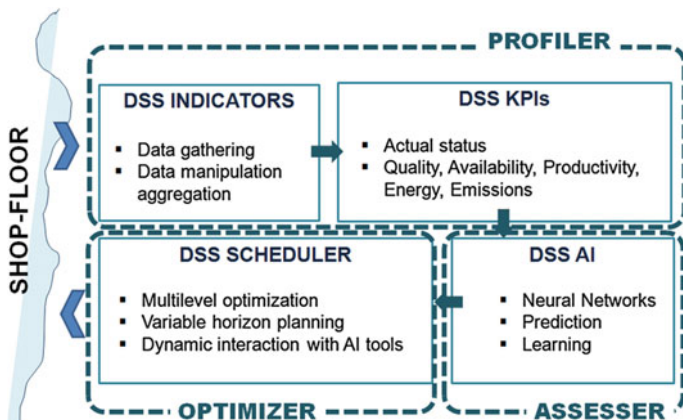 PROFILER
DSS INDICATORS
▪ Data gathering
▪ Data manipulation
aggregation
DSS KPIs
▪ Actual status
▪ Quality, Availability, Productivity,
Energy, Emissions
SHOP-FLOOR
DSS SCHEDULER
▪ Multilevel optimization
▪ Variable horizon planning
▪ Dynamic interaction with AI tools
DSS AI
▪ Neural Networks
▪ Prediction
▪ Learning
OPTIMIZER
ASSESSER